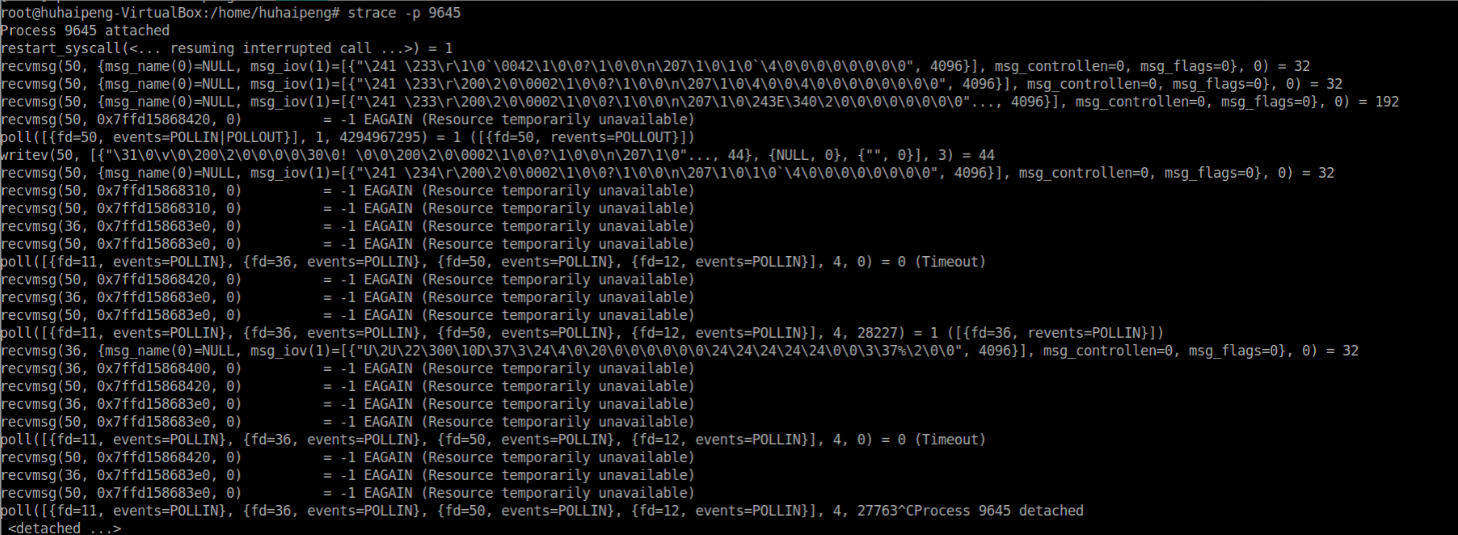 root@huhaipeng-VirtualBox:/home/huhaipeng# strace -p 9645
Process 9645 attached
restart_syscall(<... resuming interrupted call ...>) = 1
recvmsg(50, {msg_name(0)=NULL, msg_iov(1)=[{"\241 \233\r\1\0`\0042\1\0\0?\1\0\0\n\207\1\0\1\0`\4\0\0\0\0\0\0\0\0", 4096}], msg_controllen=0, msg_flags=0}, 0) = 32
recvmsg(50, {msg_name(0)=NULL, msg_iov(1)=[{"\241 \233\r\200\2\0\0002\1\0\0?\1\0\0\n\207\1\0\4\0\0\4\0\0\0\0\0\0\0\0", 4096}], msg_controllen=0, msg_flags=0}, 0) = 32
recvmsg(50, {msg_name(0)=NULL, msg_iov(1)=[{"\241 \233\r\200\2\0\0002\1\0\0?\1\0\0\n\207\1\0\243E\340\2\0\0\0\0\0\0\0\0"..., 4096}], msg_controllen=0, msg_flags=0}, 0) = 192
recvmsg(50, 0x7ffd15868420, 0)          = -1 EAGAIN (Resource temporarily unavailable)
poll([{fd=50, events=POLLIN|POLLOUT}], 1, 4294967295) = 1 ([{fd=50, revents=POLLOUT}])
writev(50, [{"\31\0\v\0\200\2\0\0\0\0\30\0! \0\0\200\2\0\0002\1\0\0?\1\0\0\n\207\1\0"..., 44}, {NULL, 0}, {"", 0}], 3) = 44
recvmsg(50, {msg_name(0)=NULL, msg_iov(1)=[{"\241 \234\r\200\2\0\0002\1\0\0?\1\0\0\n\207\1\0\1\0`\4\0\0\0\0\0\0\0\0", 4096}], msg_controllen=0, msg_flags=0}, 0) = 32
recvmsg(50, 0x7ffd15868310, 0)          = -1 EAGAIN (Resource temporarily unavailable)
recvmsg(50, 0x7ffd15868310, 0)          = -1 EAGAIN (Resource temporarily unavailable)
recvmsg(36, 0x7ffd158683e0, 0)          = -1 EAGAIN (Resource temporarily unavailable)
recvmsg(50, 0x7ffd158683e0, 0)          = -1 EAGAIN (Resource temporarily unavailable)
poll([{fd=11, events=POLLIN}, {fd=36, events=POLLIN}, {fd=50, events=POLLIN}, {fd=12, events=POLLIN}], 4, 0) = 0 (Timeout)
recvmsg(50, 0x7ffd15868420, 0)          = -1 EAGAIN (Resource temporarily unavailable)
recvmsg(36, 0x7ffd158683e0, 0)          = -1 EAGAIN (Resource temporarily unavailable)
recvmsg(50, 0x7ffd158683e0, 0)          = -1 EAGAIN (Resource temporarily unavailable)
poll([{fd=11, events=POLLIN}, {fd=36, events=POLLIN}, {fd=50, events=POLLIN}, {fd=12, events=POLLIN}], 4, 28227) = 1 ([{fd=36, revents=POLLIN}])
recvmsg(36, {msg_name(0)=NULL, msg_iov(1)=[{"U\2U\22\300\10D\37\3\24\4\0\20\0\0\0\0\0\0\24\24\24\24\24\0\0\3\37%\2\0\0", 4096}], msg_controllen=0, msg_flags=0}, 0) = 32
recvmsg(36, 0x7ffd15868400, 0)          = -1 EAGAIN (Resource temporarily unavailable)
recvmsg(50, 0x7ffd15868420, 0)          = -1 EAGAIN (Resource temporarily unavailable)
recvmsg(36, 0x7ffd158683e0, 0)          = -1 EAGAIN (Resource temporarily unavailable)
recvmsg(50, 0x7ffd158683e0, 0)          = -1 EAGAIN (Resource temporarily unavailable)
poll([{fd=11, events=POLLIN}, {fd=36, events=POLLIN}, {fd=50, events=POLLIN}, {fd=12, events=POLLIN}], 4, 0) = 0 (Timeout)
recvmsg(50, 0x7ffd15868420, 0)          = -1 EAGAIN (Resource temporarily unavailable)
recvmsg(36, 0x7ffd158683e0, 0)          = -1 EAGAIN (Resource temporarily unavailable)
recvmsg(50, 0x7ffd158683e0, 0)          = -1 EAGAIN (Resource temporarily unavailable)
poll([{fd=11, events=POLLIN}, {fd=36, events=POLLIN}, {fd=50, events=POLLIN}, {fd=12, events=POLLIN}], 4, 27763^CProcess 9645 detached
 <detached ...>